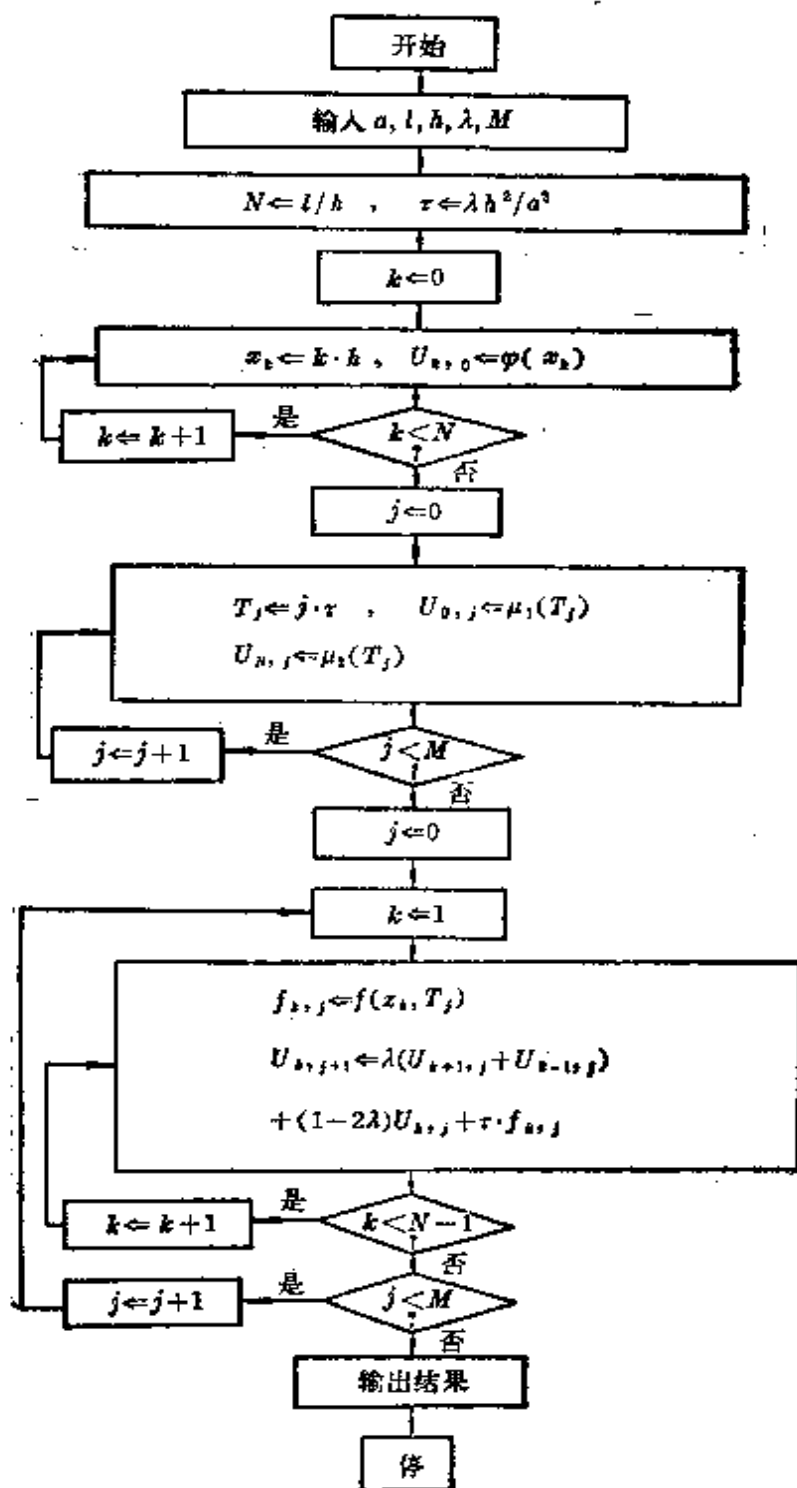 开始
输入 a, l, h, λ, M
N⇐l/h , τ⇐λh²/a²
k⇐0
x_k⇐k·h , U_{k,0}⇐φ(x_k)
是
k⇐k+1
k<N
?
否
j⇐0
T_j⇐j·τ , U_{0,j}⇐μ₁(T_j)
U_{N,j}⇐μ₂(T_j)
是
j⇐j+1
j<M
?
否
j⇐0
k⇐1
f_{k,j}⇐f(x_k,T_j)
U_{k,j+1}⇐λ(U_{k+1,j}+U_{k-1,j})
+(1-2λ)U_{k,j}+τ·f_{k,j}
是
k⇐k+1
k<N-1
?
否
是
j⇐j+1
j<M
?
否
输出结果
停